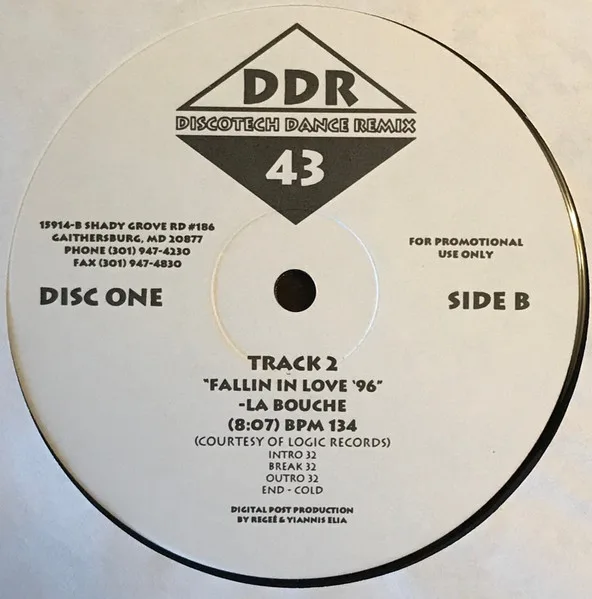 DDR
DISCOTECH DANCE REMIX
43
15914-B SHADY GROVE RD #186
GAITHERSBURG, MD 20877
PHONE (301) 947-4230
FAX (301) 947-4830
FOR PROMOTIONAL
USE ONLY
DISC ONE
SIDE B
TRACK 2
"FALLIN IN LOVE '96"
-LA BOUCHE
(8:07) BPM 134
(COURTESY OF LOGIC RECORDS)
INTRO 32
BREAK 32
OUTRO 32
END - COLD
DIGITAL POST PRODUCTION
BY REGEÉ & YIANNIS ELIA